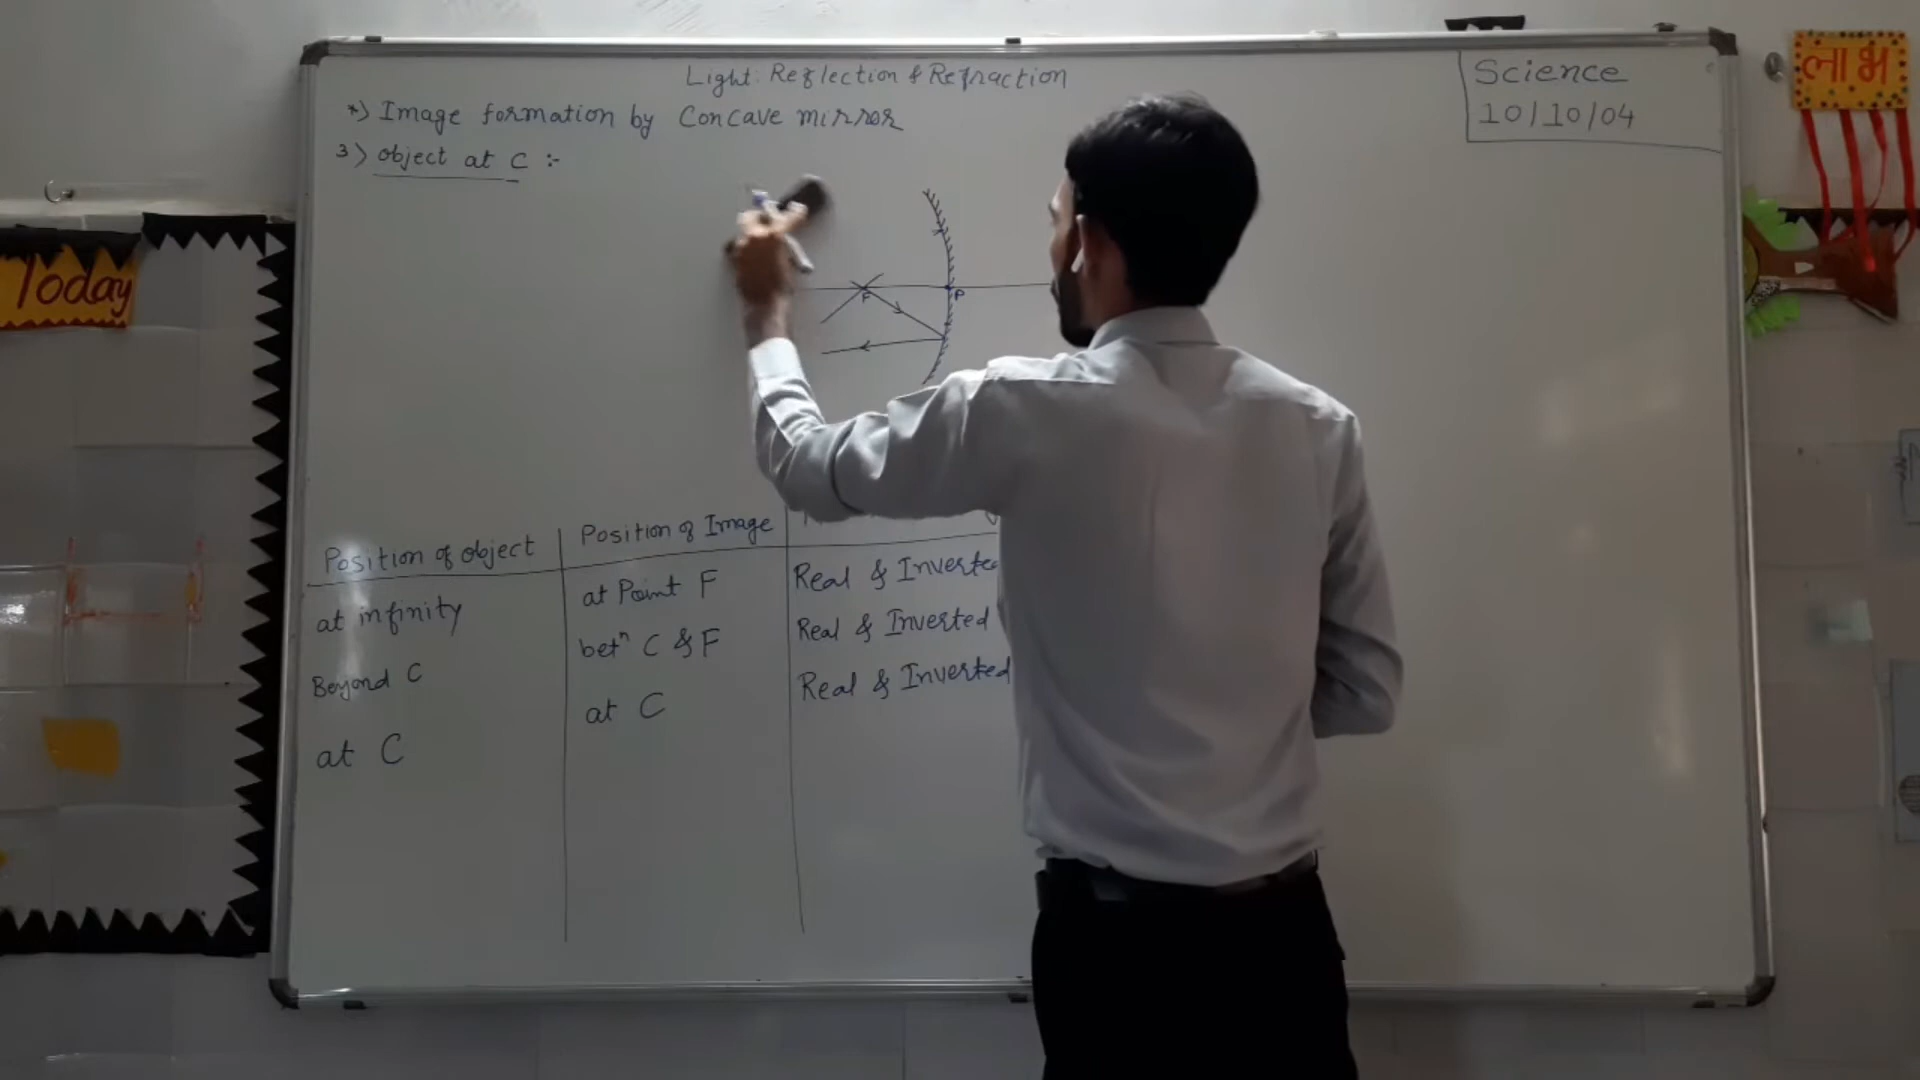 Light: Reflection & Refraction
Science
10/10/04
*) Image formation by Concave mirror
3) object at C :-
F
P
Position of object
Position of Image
at infinity
at Point F
Real & Inverted
Beyond C
betⁿ C & F
Real & Inverted
at C
at C
Real & Inverted
Today
लाभ